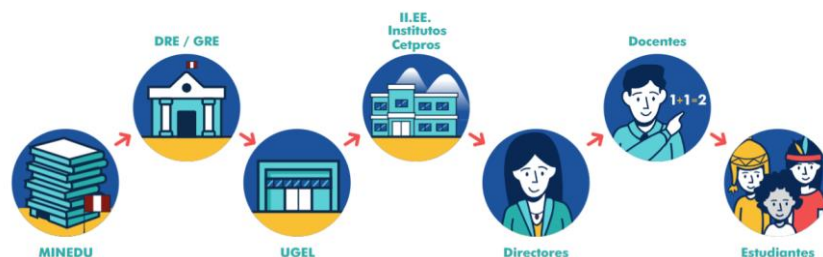 MINEDU
DRE / GRE
UGEL
II.EE.
Institutos
Cetpros
Directores
Docentes
1+1=2
Estudiantes